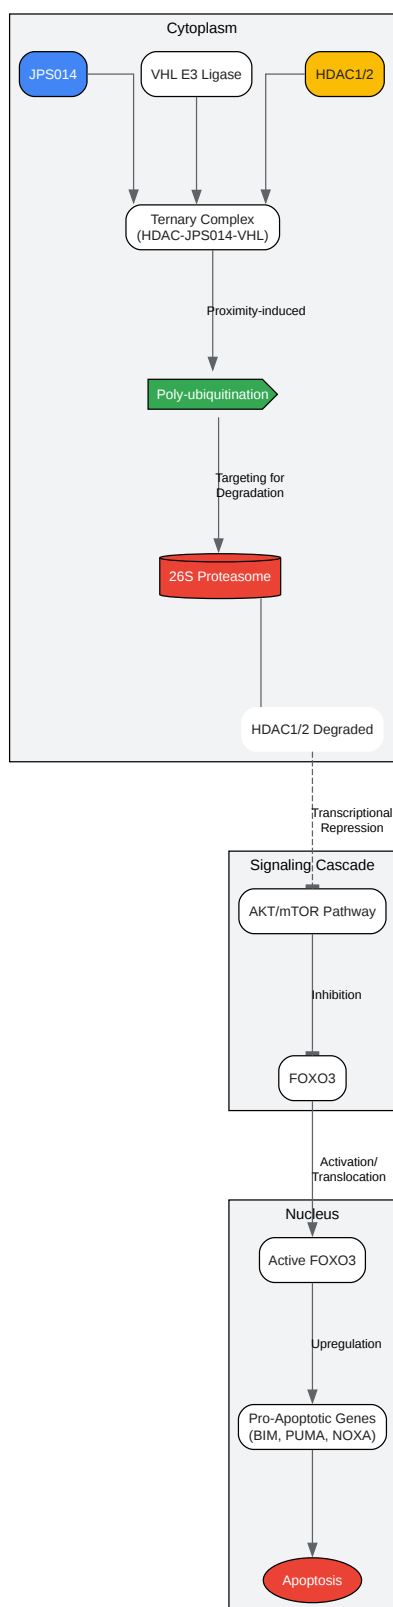 Cytoplasm
JPS014
VHL E3 Ligase
HDAC1/2
Ternary Complex
(HDAC-JPS014-VHL)
Proximity-induced
Poly-ubiquitination
Targeting for
Degradation
26S Proteasome
HDAC1/2 Degraded
Transcriptional
Repression
Signaling Cascade
AKT/mTOR Pathway
Inhibition
FOXO3
Activation/
Translocation
Nucleus
Active FOXO3
Upregulation
Pro-Apoptotic Genes
(BIM, PUMA, NOXA)
Apoptosis